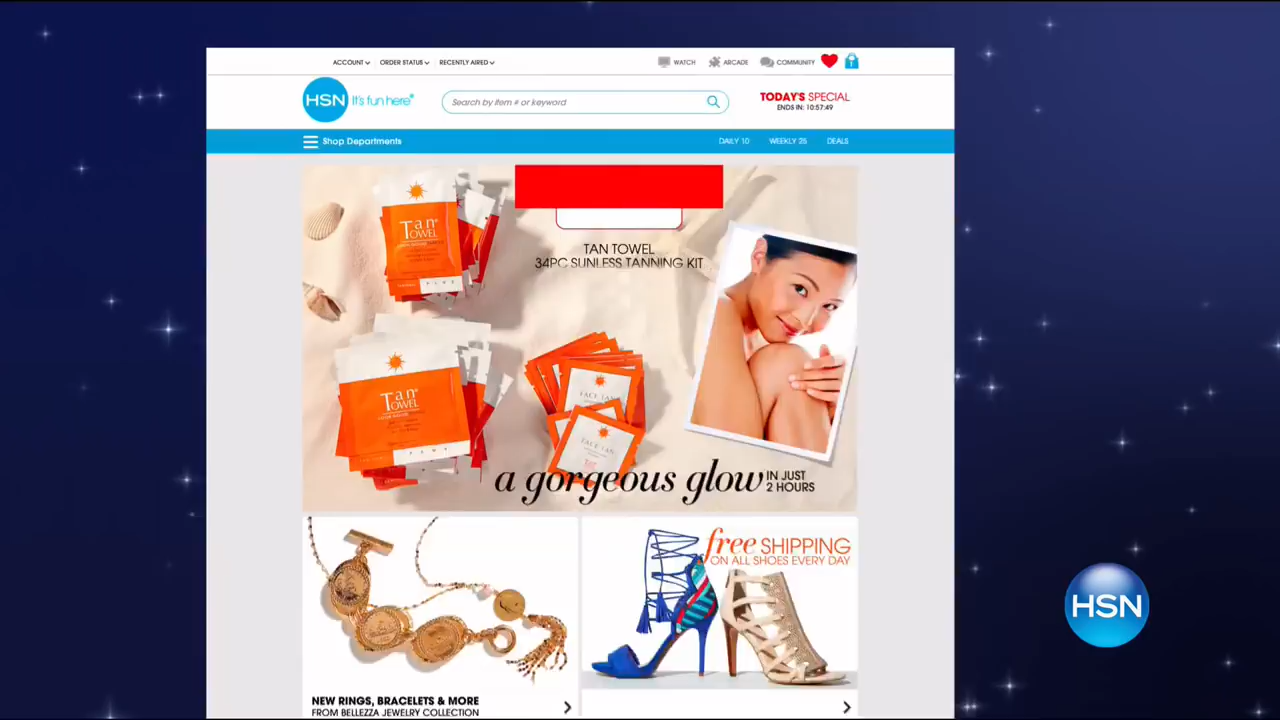 ACCOUNT ORDER STATUS RECENTLY AIRED WATCH ARCADE COMMUNITY
HSN It's fun here*
Search by item # or keyword
TODAY'S SPECIAL
ENDS IN: 10:57:49
Shop Departments DAILY 10 WEEKLY 25 DEALS
Tan
TOWEL
PLUS
TAN TOWEL
34PC SUNLESS TANNING KIT
Tan
TOWEL
PLUS
FACE TAN
FACE TAN
a gorgeous glow IN JUST
2 HOURS
free SHIPPING
ON ALL SHOES EVERY DAY
HSN
NEW RINGS, BRACELETS & MORE
FROM BELLEZZA JEWELRY COLLECTION